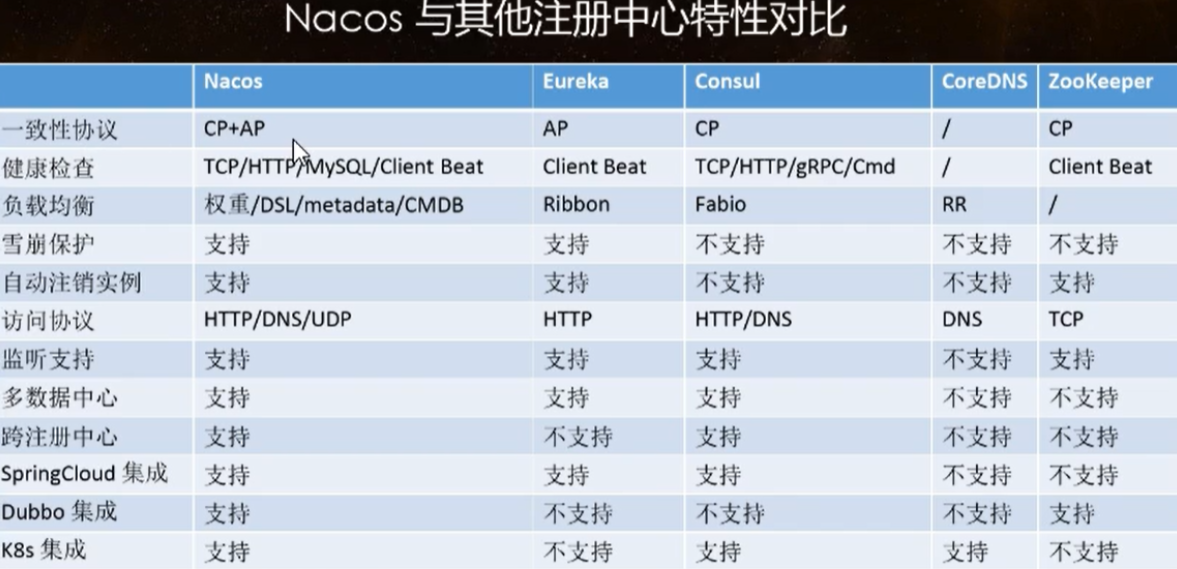 Nacos 与其他注册中心特性对比
Nacos Eureka Consul CoreDNS ZooKeeper
一致性协议 CP+AP AP CP / CP
健康检查 TCP/HTTP/MySQL/Client Beat Client Beat TCP/HTTP/gRPC/Cmd / Client Beat
负载均衡 权重/DSL/metadata/CMDB Ribbon Fabio RR /
雪崩保护 支持 支持 不支持 不支持 不支持
自动注销实例 支持 支持 不支持 不支持 支持
访问协议 HTTP/DNS/UDP HTTP HTTP/DNS DNS TCP
监听支持 支持 支持 支持 不支持 支持
多数据中心 支持 支持 支持 不支持 不支持
跨注册中心 支持 不支持 支持 不支持 不支持
SpringCloud 集成 支持 支持 支持 不支持 不支持
Dubbo 集成 支持 不支持 不支持 不支持 支持
K8s 集成 支持 不支持 支持 支持 不支持